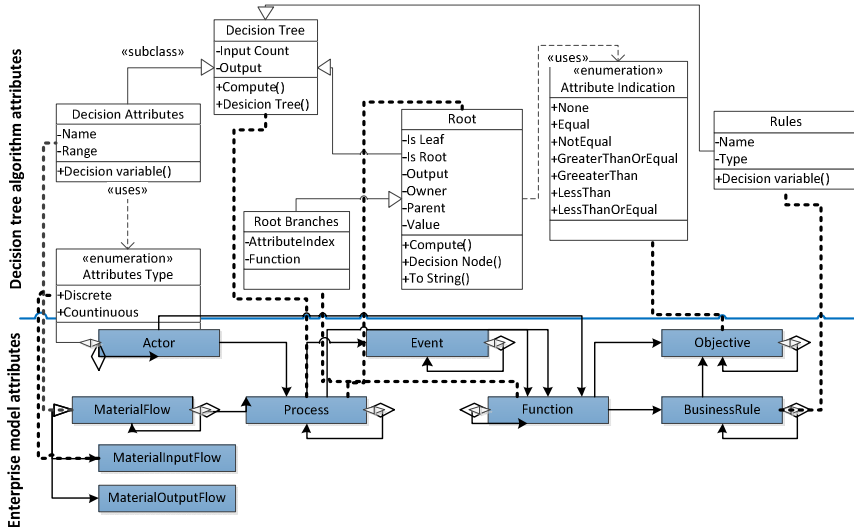 Decision tree algorithm attributes
Enterprise model attributes
Decision Tree
-Input Count
-Output
+Compute()
+Desicion Tree()
«subclass»
Decision Attributes
-Name
-Range
+Decision variable()
«uses»
«enumeration»
Attributes Type
+Discrete
+Countinuous
Root Branches
-AttributeIndex
-Function
Root
-Is Leaf
-Is Root
-Output
-Owner
-Parent
-Value
+Compute()
+Decision Node()
+To String()
«uses»
«enumeration»
Attribute Indication
+None
+Equal
+NotEqual
+GreaterThanOrEqual
+GreeaterThan
+LessThan
+LessThanOrEqual
Rules
-Name
-Type
+Decision variable()
Actor
Event
Objective
MaterialFlow
Process
Function
BusinessRule
MaterialInputFlow
MaterialOutputFlow